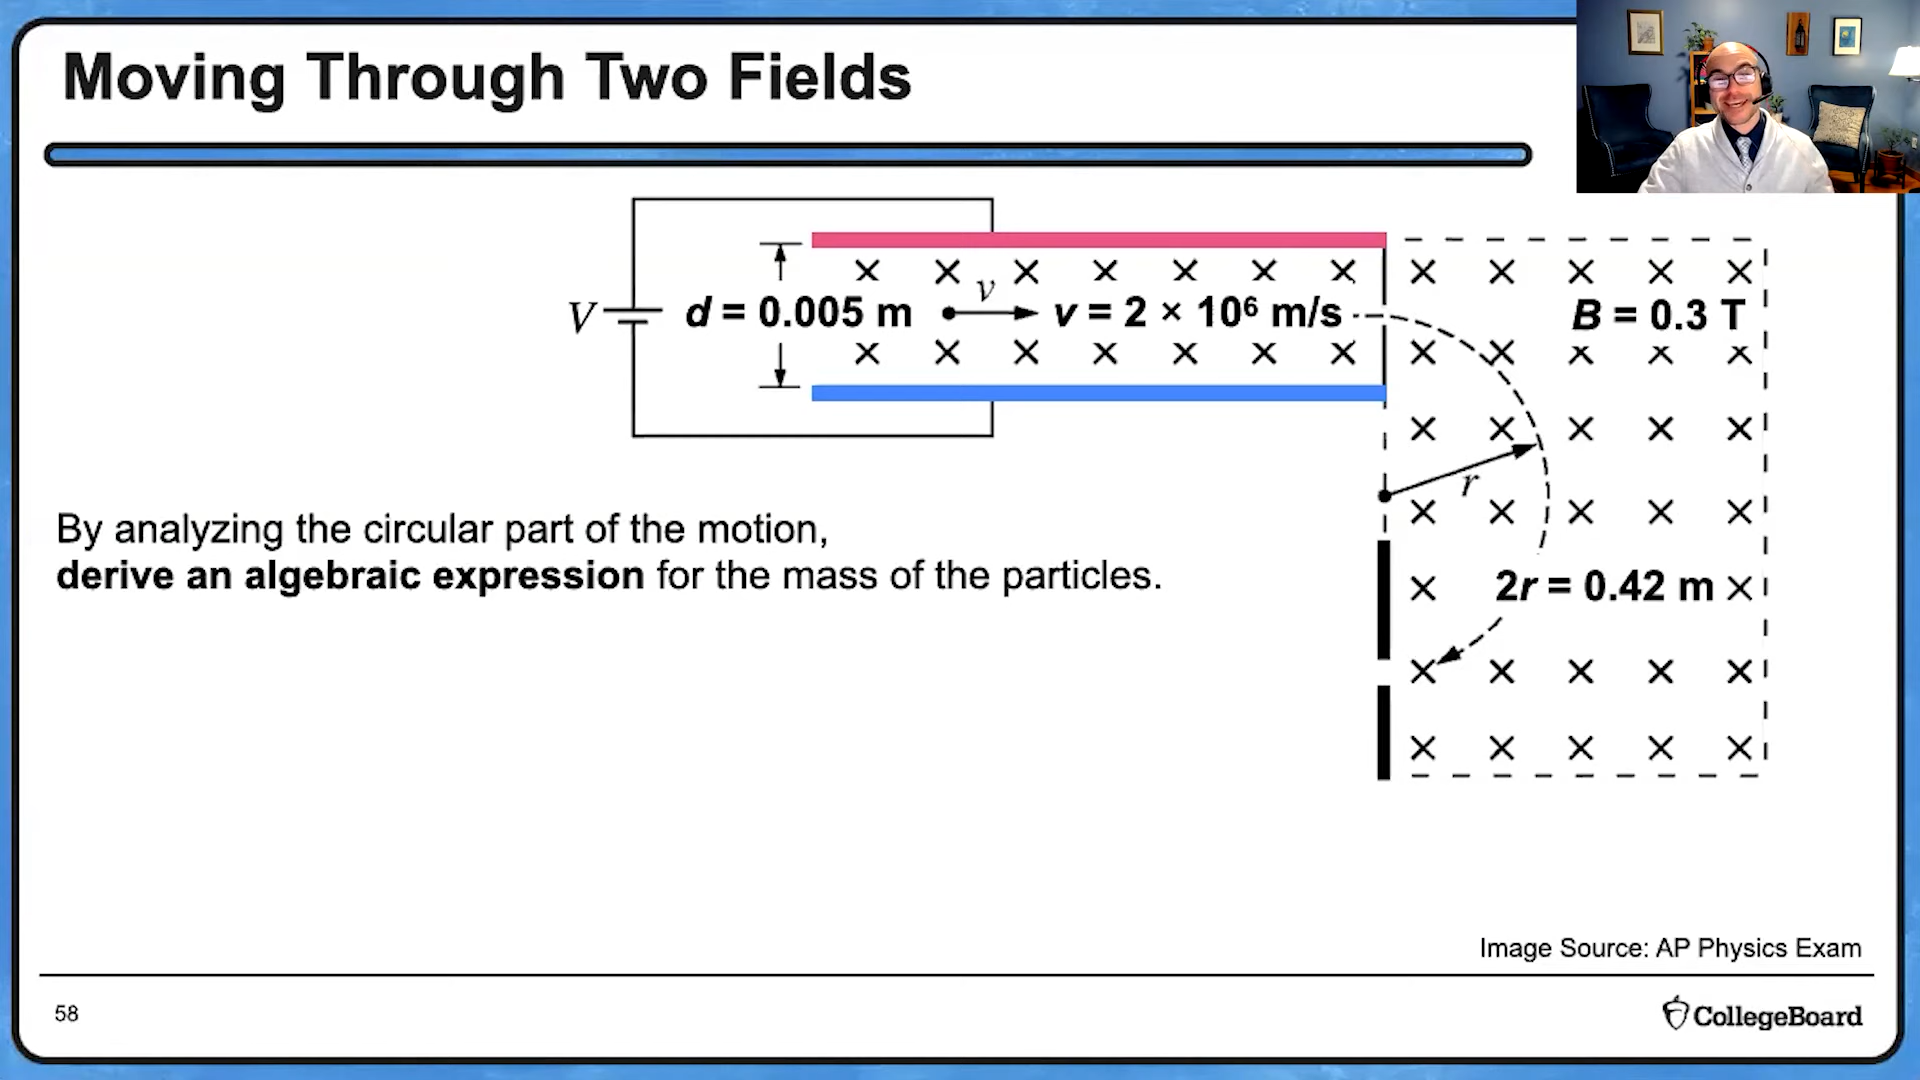 Moving Through Two Fields
V
d = 0.005 m
v
v = 2 × 10⁶ m/s
B = 0.3 T
r
2r = 0.42 m
By analyzing the circular part of the motion,
derive an algebraic expression for the mass of the particles.
Image Source: AP Physics Exam
58
CollegeBoard